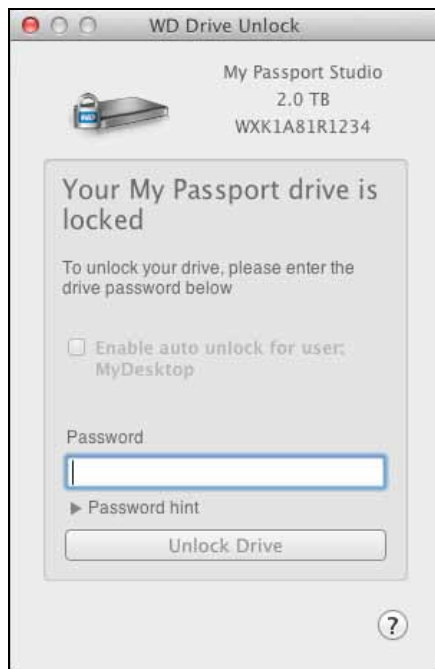 WD Drive Unlock
My Passport Studio
2.0 TB
WXK1A81R1234
WD
Your My Passport drive is
locked
To unlock your drive, please enter the
drive password below
Enable auto unlock for user:
MyDesktop
Password
Password hint
Unlock Drive
?